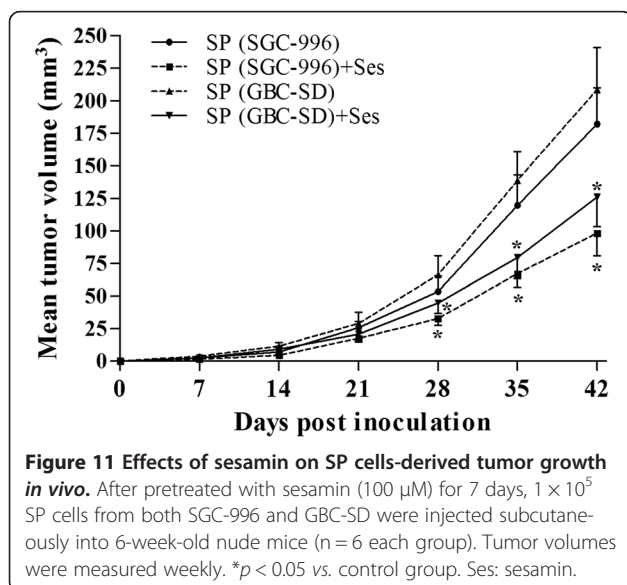 250
225
200
175
150
125
100
75
50
25
0
Mean tumor volume (mm³)
SP (SGC-996)
SP (SGC-996)+Ses
SP (GBC-SD)
SP (GBC-SD)+Ses
*
*
*
*
*
*
0 7 14 21 28 35 42
Days post inoculation
Figure 11 Effects of sesamin on SP cells-derived tumor growth
in vivo. After pretreated with sesamin (100 μM) for 7 days, 1 × 10⁵
SP cells from both SGC-996 and GBC-SD were injected subcutane-
ously into 6-week-old nude mice (n = 6 each group). Tumor volumes
were measured weekly. *p < 0.05 vs. control group. Ses: sesamin.